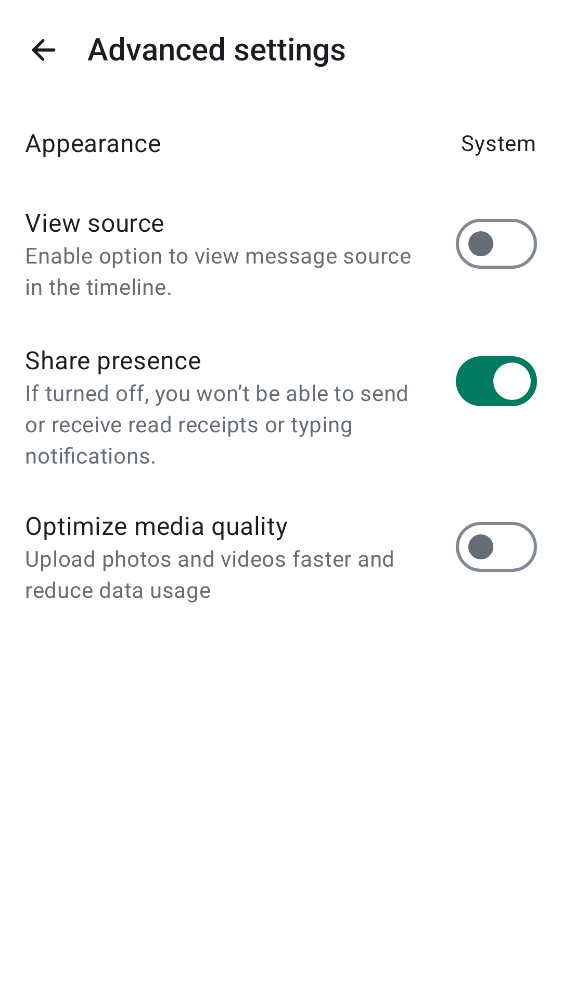 Advanced settings
Appearance
System
View source
Enable option to view message source
in the timeline.
Share presence
If turned off, you won’t be able to send
or receive read receipts or typing
notifications.
Optimize media quality
Upload photos and videos faster and
reduce data usage